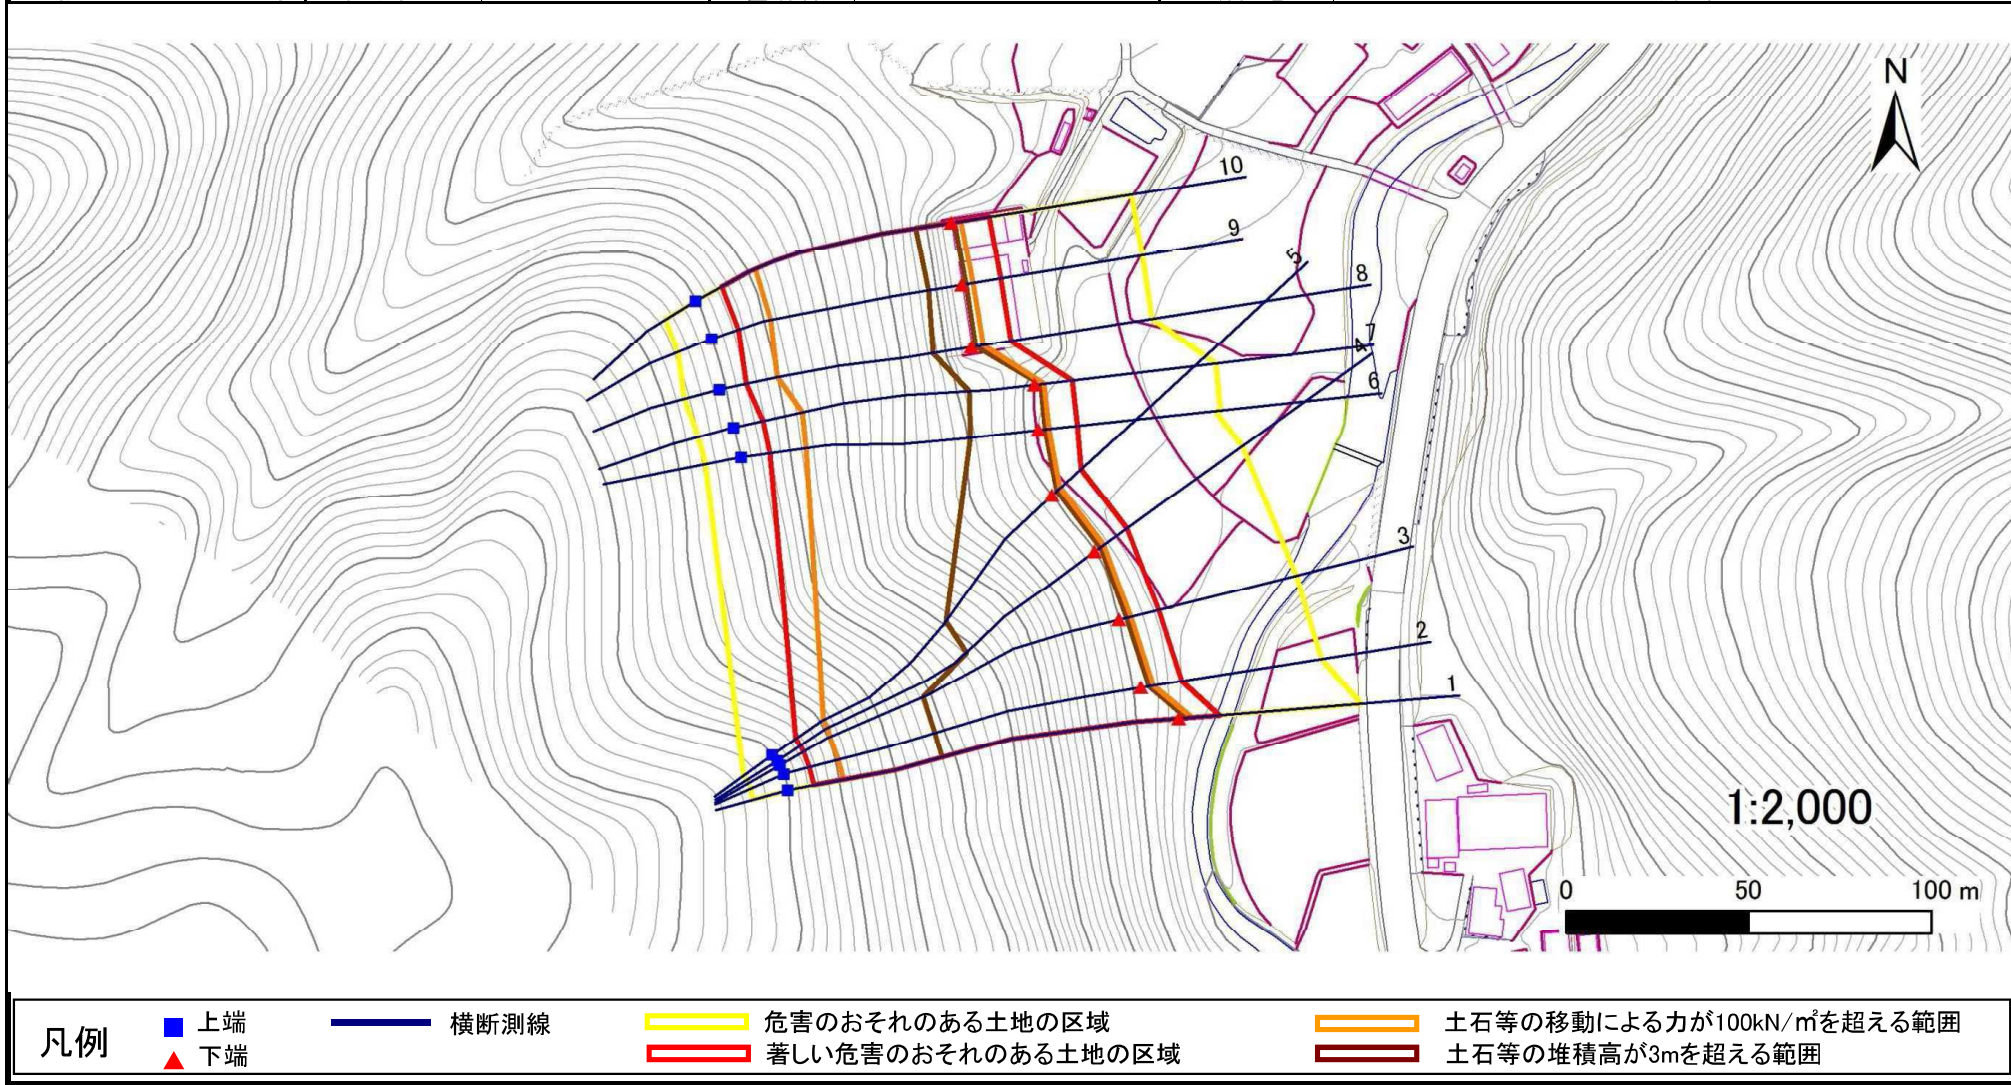 N
10
9
5
8
7
4
6
3
2
1
1:2,000
0 50 100 m
凡例
上端
下端
横断測線
危害のおそれのある土地の区域
著しい危害のおそれのある土地の区域
土石等の移動による力が100kN/㎡を超える範囲
土石等の堆積高が3mを超える範囲